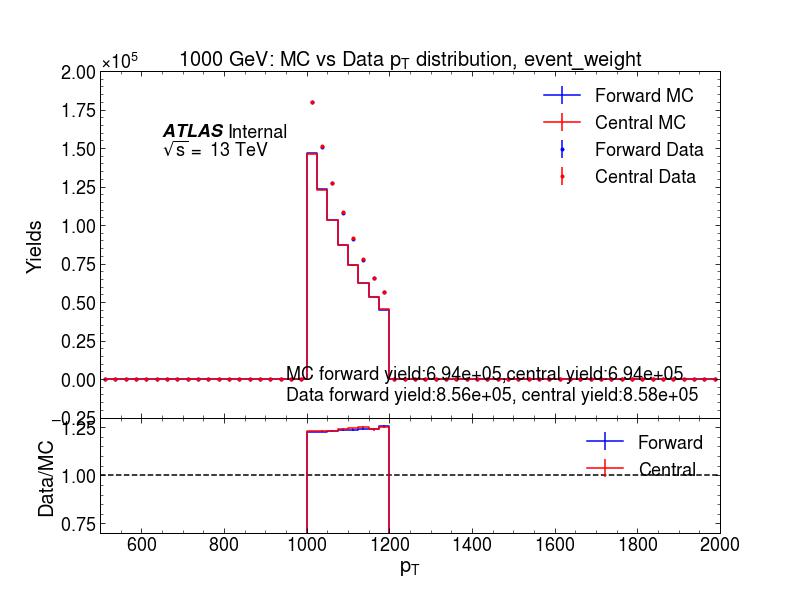 ×10⁵
1000 GeV: MC vs Data p_T distribution, event_weight
2.00
1.75
1.50
1.25
1.00
0.75
0.50
0.25
0.00
−0.25
Yields
ATLAS Internal
√s = 13 TeV
Forward MC
Central MC
Forward Data
Central Data
MC forward yield:6.94e+05,central yield:6.94e+05
Data forward yield:8.56e+05, central yield:8.58e+05
1.25
1.00
0.75
Data/MC
Forward
Central
600 800 1000 1200 1400 1600 1800 2000
p_T